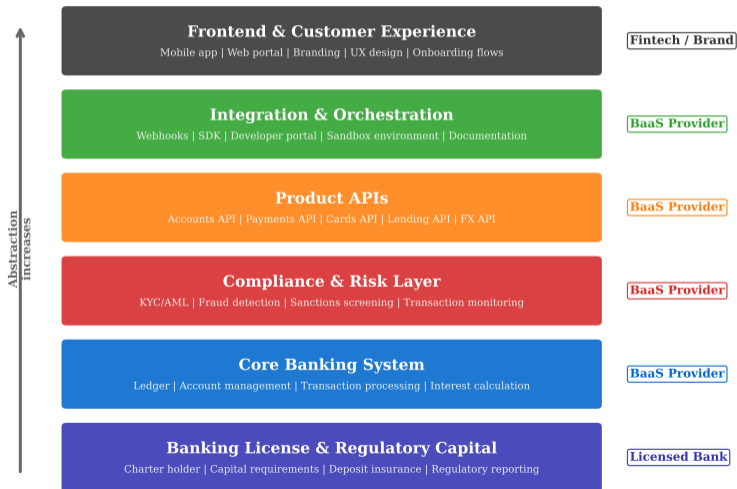 Frontend & Customer Experience
Mobile app | Web portal | Branding | UX design | Onboarding flows
Fintech / Brand
Integration & Orchestration
Webhooks | SDK | Developer portal | Sandbox environment | Documentation
BaaS Provider
Product APIs
Accounts API | Payments API | Cards API | Lending API | FX API
BaaS Provider
Abstraction
increases
Compliance & Risk Layer
KYC/AML | Fraud detection | Sanctions screening | Transaction monitoring
BaaS Provider
Core Banking System
Ledger | Account management | Transaction processing | Interest calculation
BaaS Provider
Banking License & Regulatory Capital
Charter holder | Capital requirements | Deposit insurance | Regulatory reporting
Licensed Bank